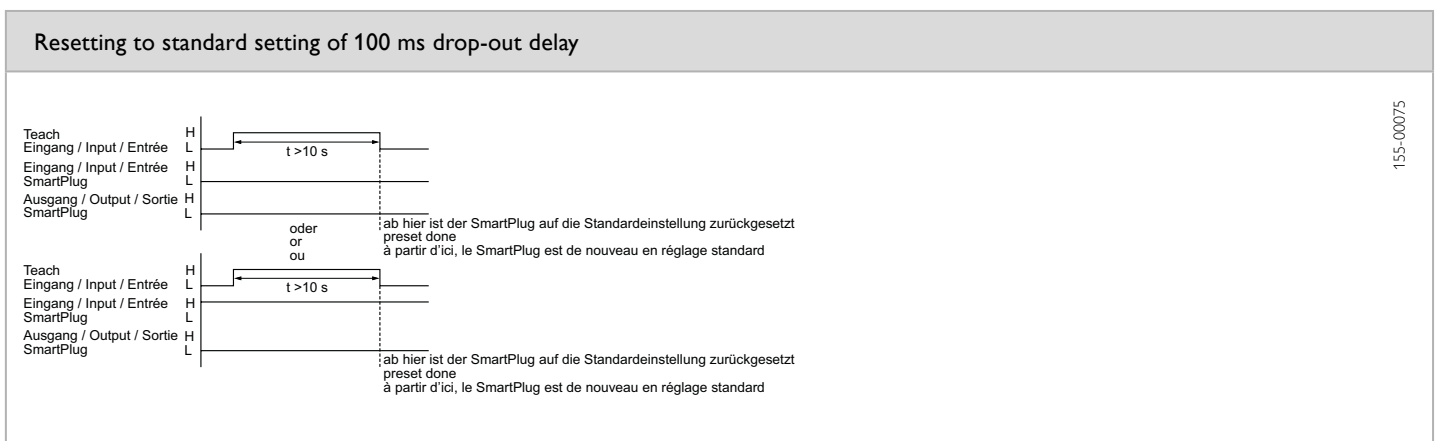 Resetting to standard setting of 100 ms drop-out delay
155-00075
Teach H
Eingang / Input / Entrée L
t >10 s
Eingang / Input / Entrée H
SmartPlug L
Ausgang / Output / Sortie H
SmartPlug L
oder
or
ou
ab hier ist der SmartPlug auf die Standardeinstellung zurückgesetzt
preset done
à partir d'ici, le SmartPlug est de nouveau en réglage standard
Teach H
Eingang / Input / Entrée L
t >10 s
Eingang / Input / Entrée H
SmartPlug L
Ausgang / Output / Sortie H
SmartPlug L
ab hier ist der SmartPlug auf die Standardeinstellung zurückgesetzt
preset done
à partir d'ici, le SmartPlug est de nouveau en réglage standard